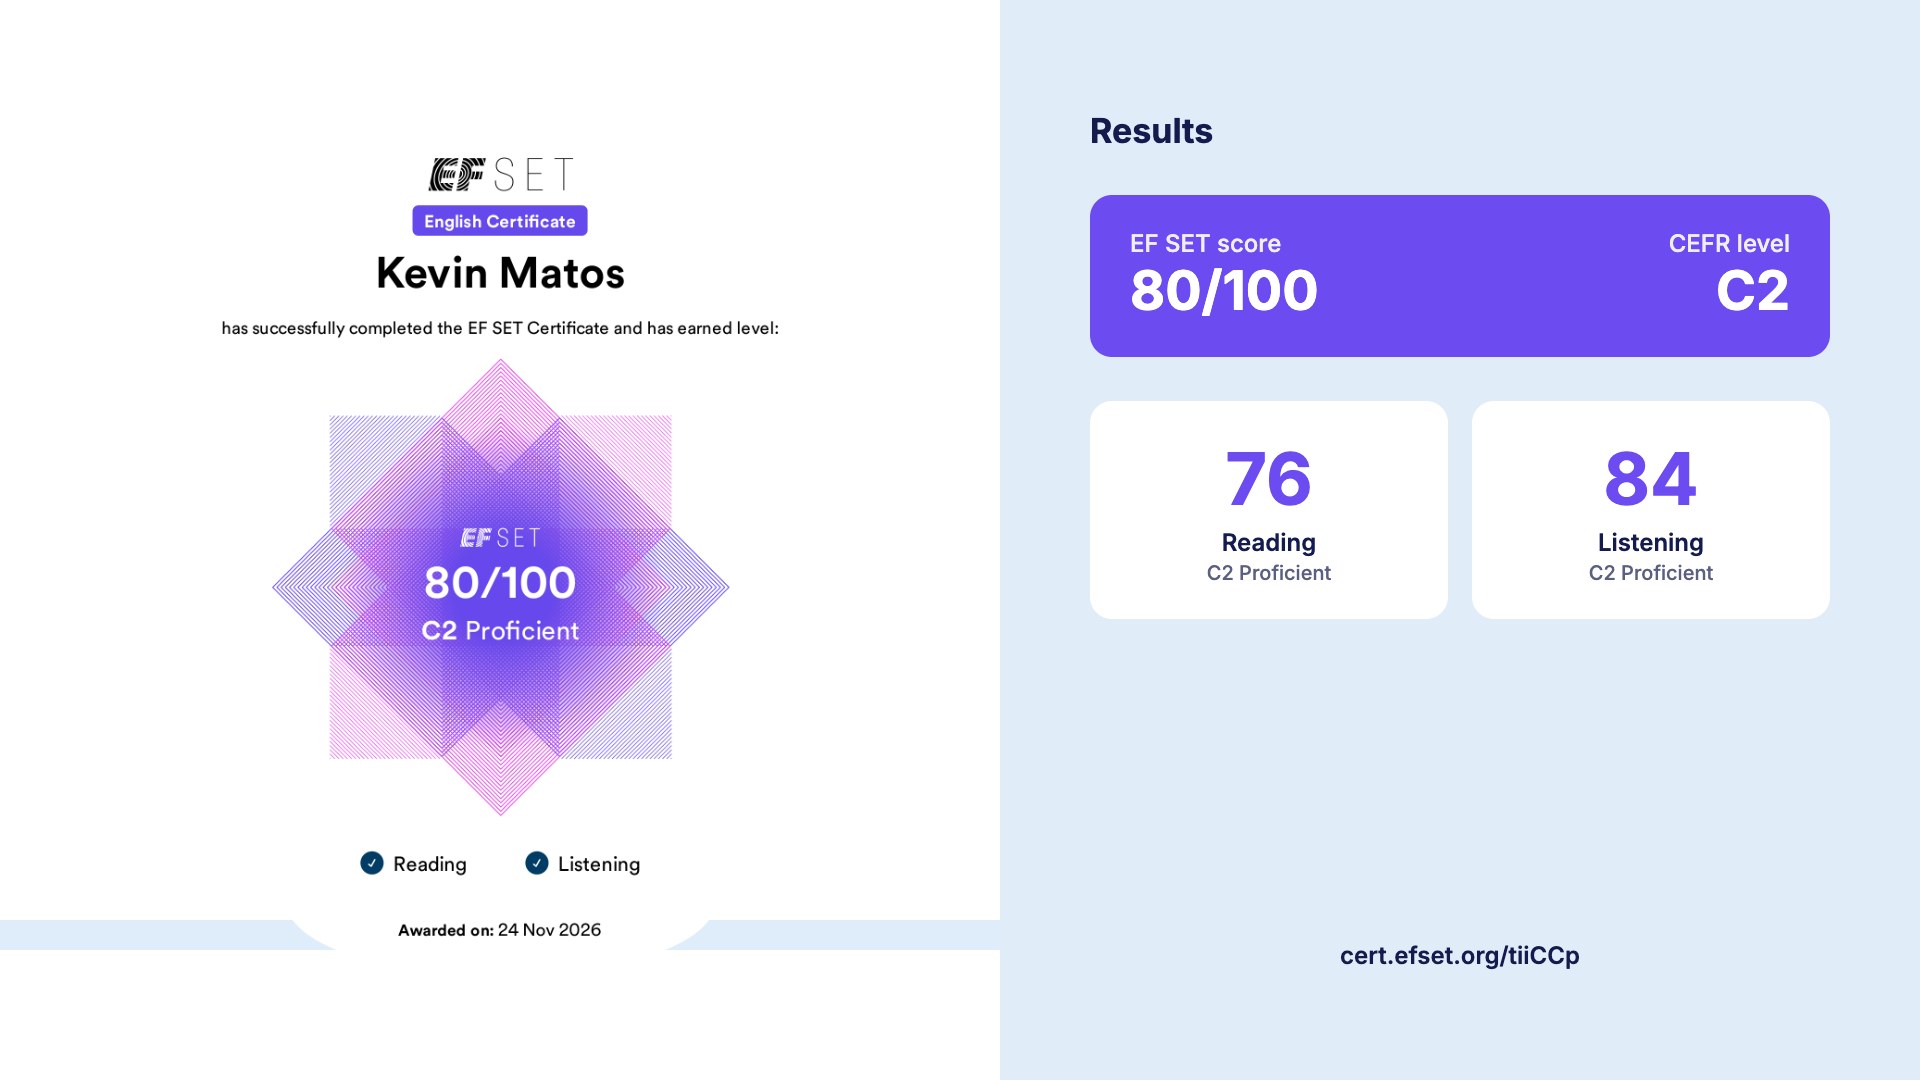 EF SET
English Certificate
Kevin Matos
has successfully completed the EF SET Certificate and has earned level:
EF SET
80/100
C2 Proficient
Reading
Listening
Awarded on: 24 Nov 2026
Results
EF SET score
80/100
CEFR level
C2
76
Reading
C2 Proficient
84
Listening
C2 Proficient
cert.efset.org/tiiCCp